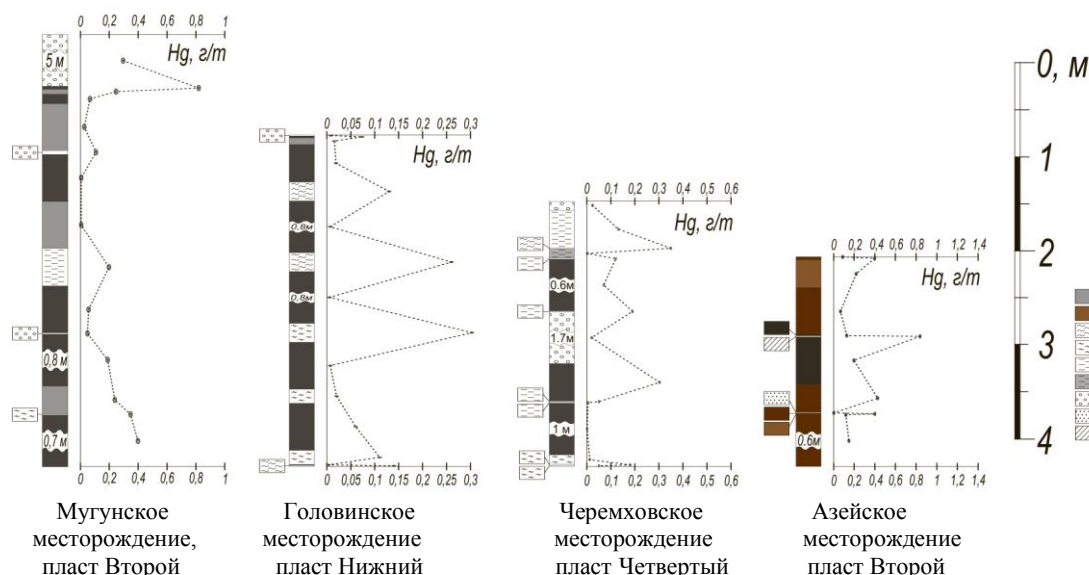 0 0,2 0,4 0,6 0,8 1
Hg, г/т
5 м
0,8 м
0,7 м
0 0,2 0,4 0,6 0,8 1
Мугунское
месторождение,
пласт Второй
0 0,05 0,1 0,15 0,2 0,25 0,3
Hg, г/т
0,8м
0,8м
0 0,05 0,1 0,15 0,2 0,25 0,3
Головинское
месторождение
пласт Нижний
0 0,1 0,2 0,3 0,4 0,5 0,6
Hg, г/т
0.6м
1.7м
1 м
0 0,1 0,2 0,3 0,4 0,5 0,6
Черемховское
месторождение
пласт Четвертый
0 0,2 0,4 0,6 0,8 1 1,2 1,4
Hg, г/т
0.6м
0 0,2 0,4 0,6 0,8 1 1,2 1,4
Азейское
месторождение
пласт Второй
0, м
1
2
3
4